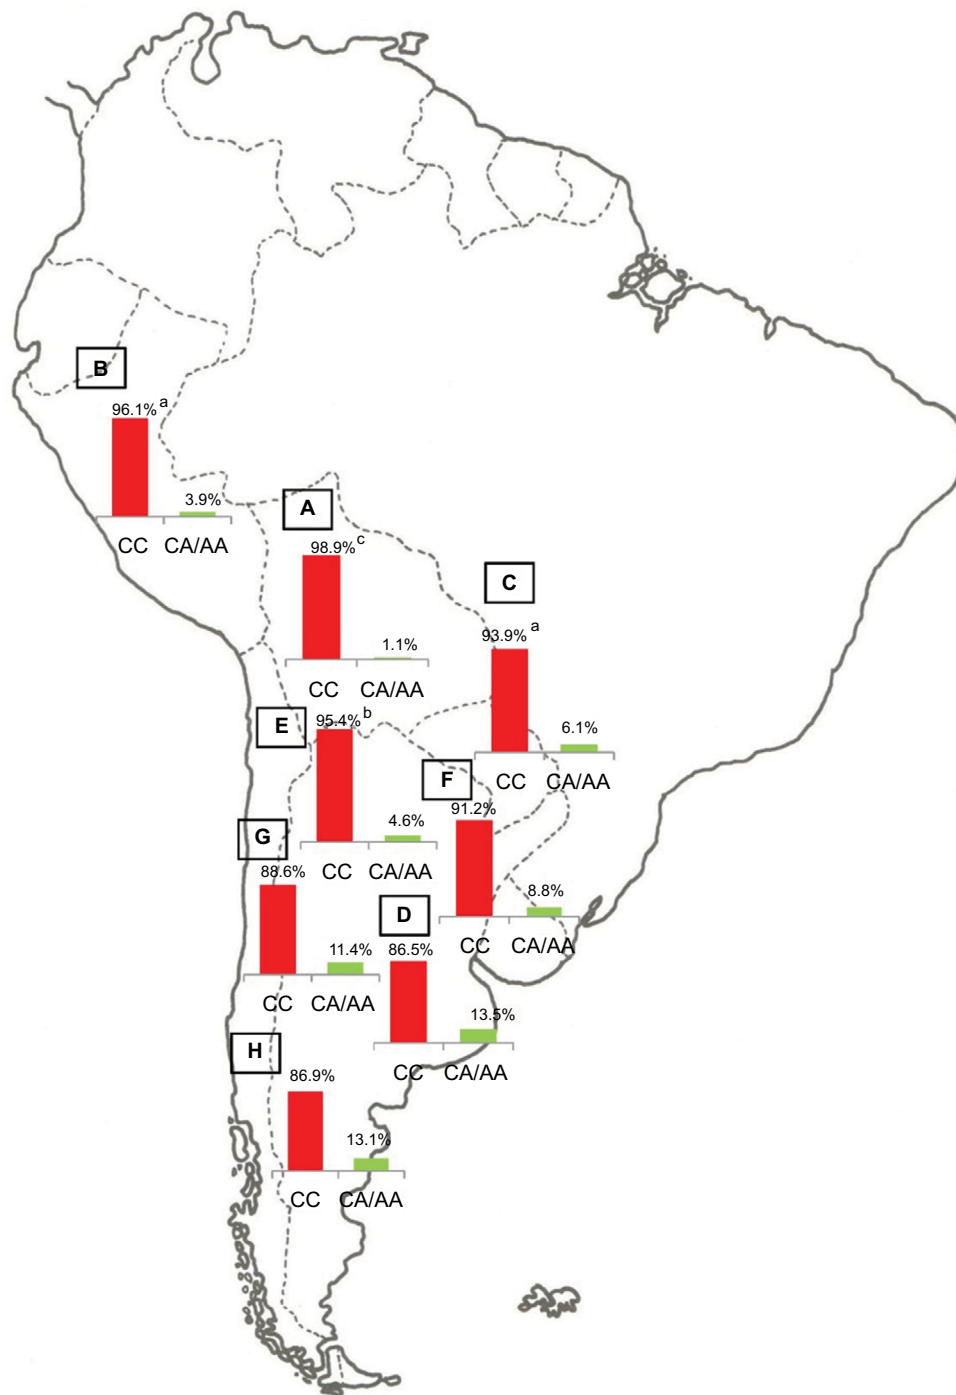 B
96.1% a
3.9%
CC CA/AA
A
98.9% c
1.1%
CC CA/AA
C
93.9% a
6.1%
CC CA/AA
E
95.4% b
4.6%
CC CA/AA
F
91.2%
8.8%
CC CA/AA
G
88.6%
11.4%
CC CA/AA
D
86.5%
13.5%
CC CA/AA
H
86.9%
13.1%
CC CA/AA